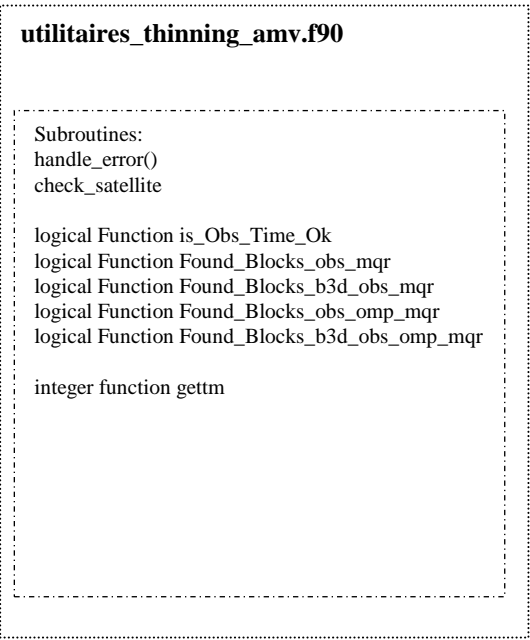 utilitaires_thinning_amv.f90
Subroutines:
handle_error()
check_satellite
logical Function is_Obs_Time_Ok
logical Function Found_Blocks_obs_mqr
logical Function Found_Blocks_b3d_obs_mqr
logical Function Found_Blocks_obs_omp_mqr
logical Function Found_Blocks_b3d_obs_omp_mqr
integer function gettm